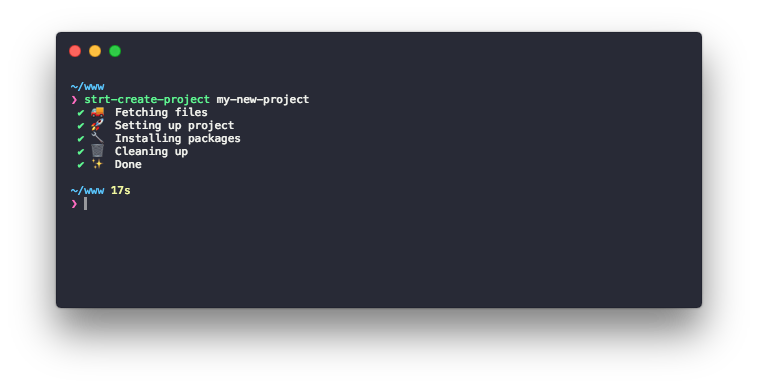 ~/www
❯ strt-create-project my-new-project
✔ 🚚 Fetching files
✔ 🚀 Setting up project
✔ 🔧 Installing packages
✔ 🗑 Cleaning up
✔ ✨ Done
~/www 17s
❯